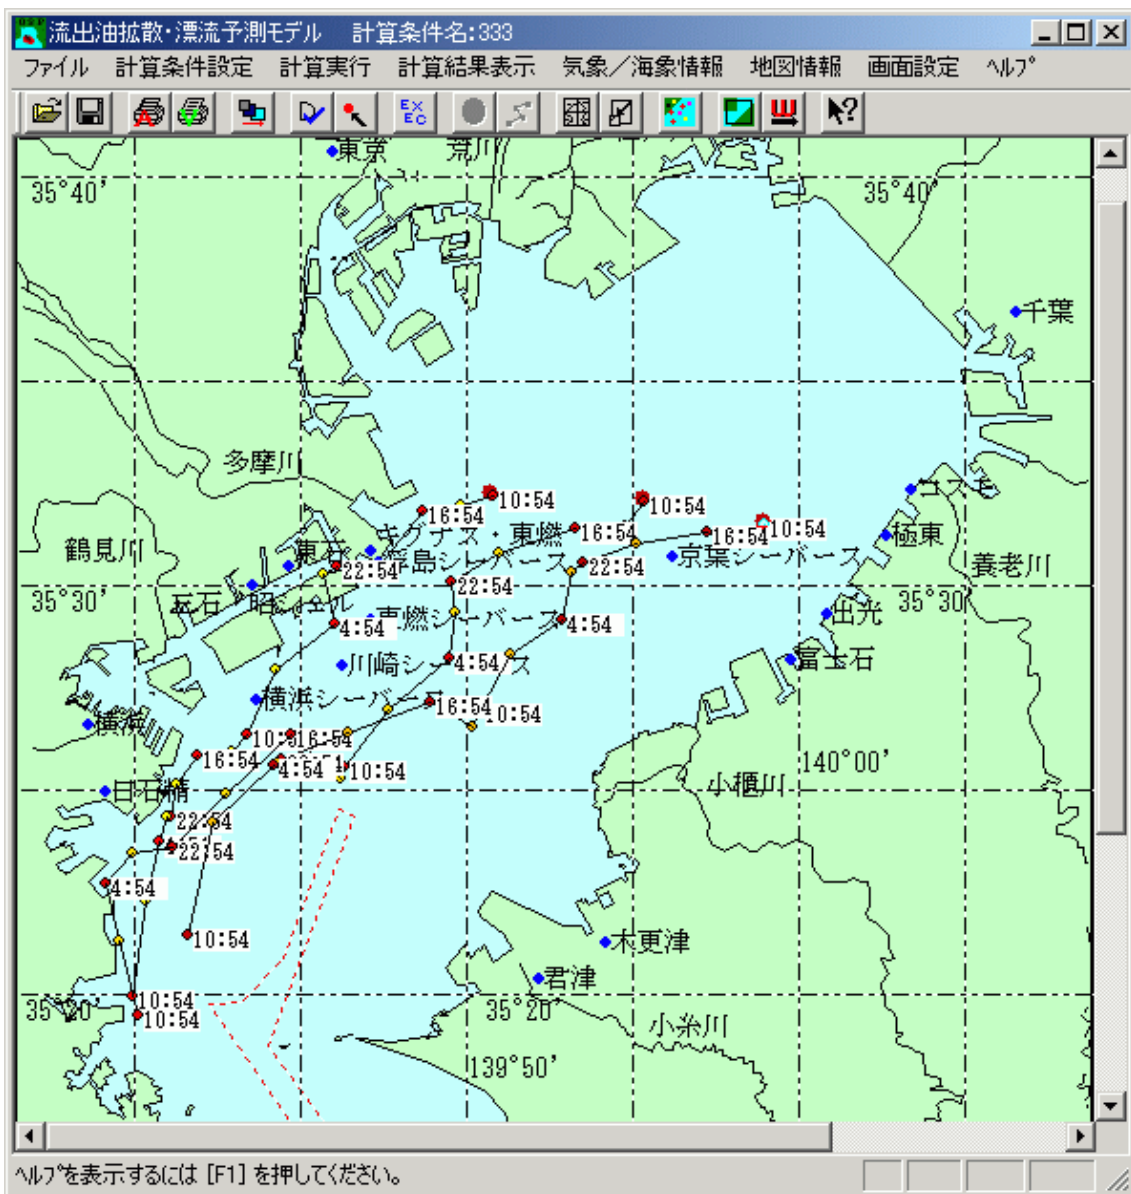 流出油拡散・漂流予測モデル 計算条件名:333
ファイル 計算条件設定 計算実行 計算結果表示 気象／海象情報 地図情報 画面設定 ヘルプ
EX
EC
東京 荒川
35°40' 35°40'
千葉
多摩川
コスモ
10:54 10:54
16:54 16:54 16:54 10:54
鶴見川 東石 キグナス・東燃 極東
22:54 浮島シーバース 22:54 京葉シーバース 養老川
35°30' 22:54 35°30'
昭シェル 東燃シーバース 出光
4:54 4:54
4:54 川崎シーバース 富士石
横浜シーバース 16:54
横浜 10:54 16:54 10:54
16:54 4:54 10:54 140°00'
日石精 小櫃川
22:54
22:54
4:54
10:54 木更津
君津
10:54
35°20' 35°20'
10:54 小糸川
139°50'
ヘルプを表示するには [F1] を押してください。